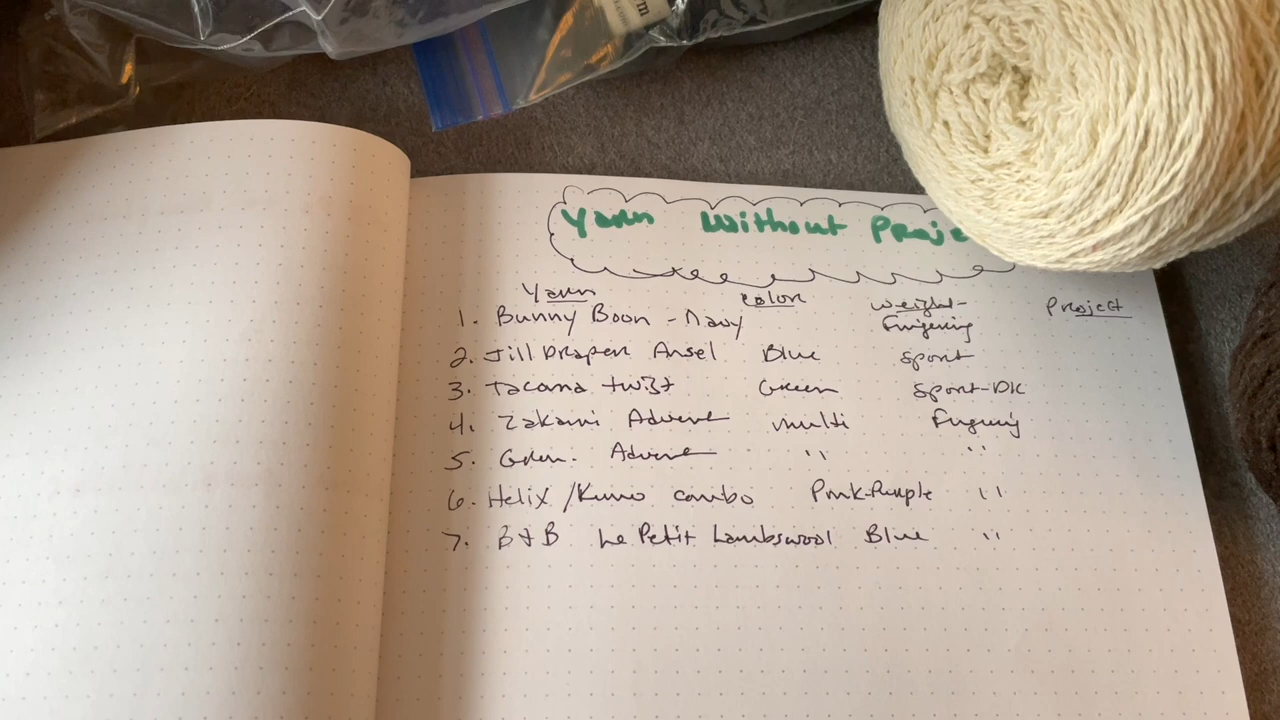 Yarn Without Proje
Yarn color weight- Project
1. Bunny Boon - Navy Fingering
2. Jill Draper Ansel Blue Sport
3. Tacoma twist Green Sport-DK
4. Zakami Advent multi Fingering
5. Advent " "
6. Helix / Kumo combo Pink-Purple "
7. B+B Le Petit Lambswool Blue "